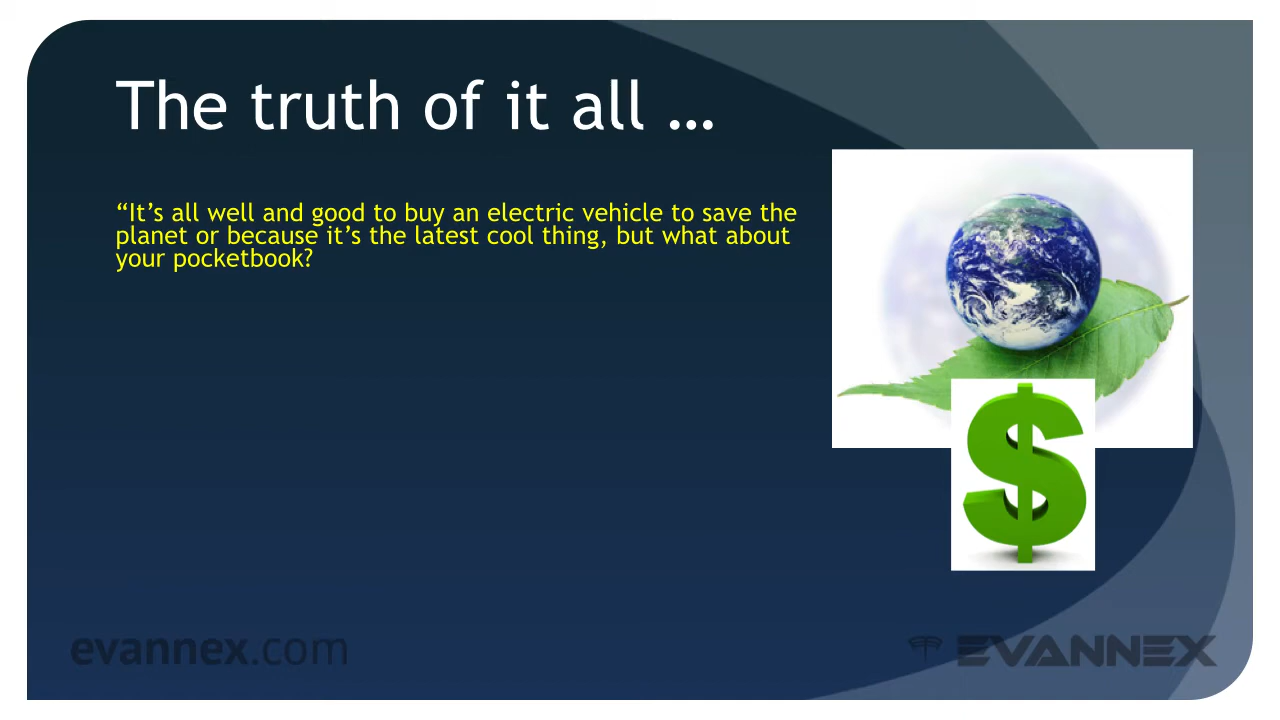 The truth of it all …
“It’s all well and good to buy an electric vehicle to save the
planet or because it’s the latest cool thing, but what about
your pocketbook?
$
evannex.com
EVANNEX